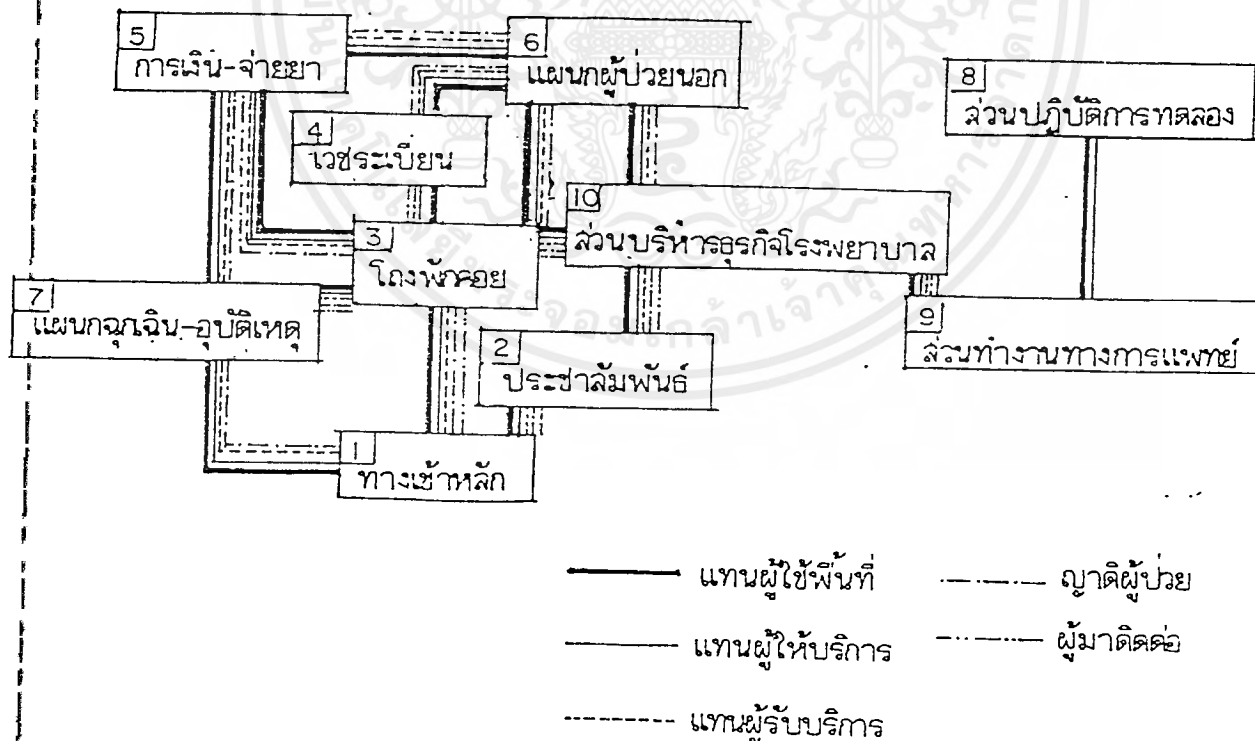 5
การเงิน-จ่ายยา
6
แผนกผู้ป่วยนอก
8
ส่วนปฏิบัติการทดลอง
4
เวชระเบียน
10
ส่วนบริหารธุรกิจโรงพยาบาล
3
โถงพักคอย
7
แผนกฉุกเฉิน-อุบัติเหตุ
9
ส่วนทำงานทางการแพทย์
2
ประชาสัมพันธ์
1
ทางเข้าหลัก
แทนผู้ใช้พื้นที่
ญาติผู้ป่วย
แทนผู้ให้บริการ
ผู้มาติดต่อ
แทนผู้รับบริการ